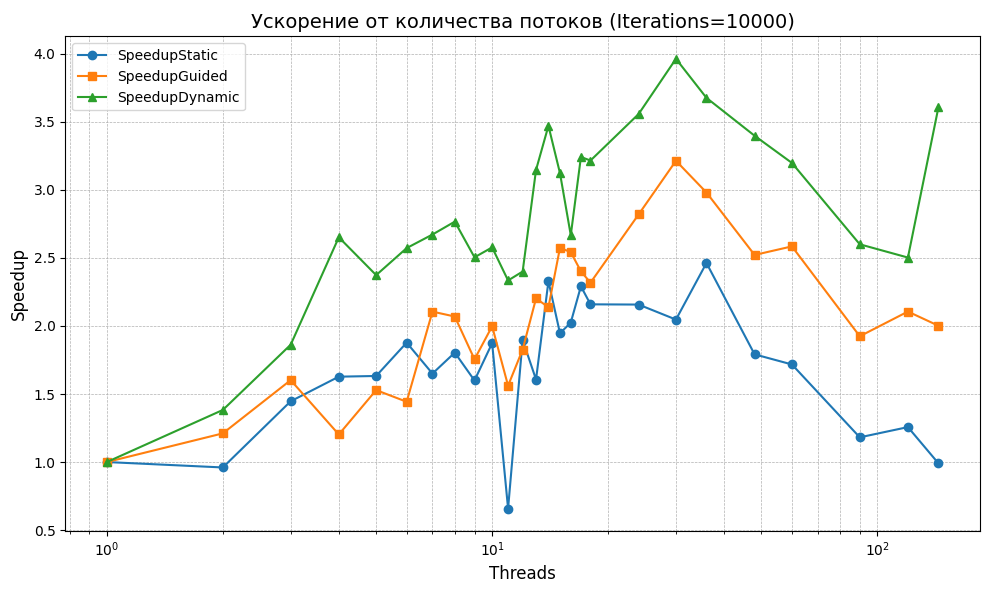 Ускорение от количества потоков (Iterations=10000)
SpeedupStatic
SpeedupGuided
SpeedupDynamic
4.0
3.5
3.0
2.5
2.0
1.5
1.0
0.5
Speedup
10⁰
10¹
10²
Threads